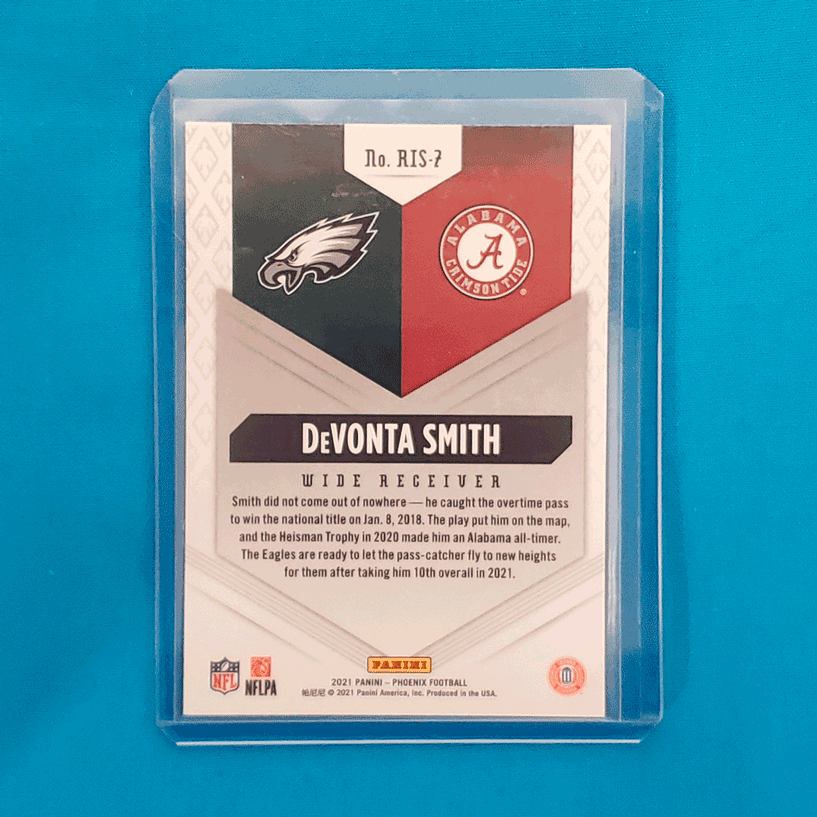 No. RIS-7
ALABAMA
A
CRIMSON TIDE
DEVONTA SMITH
WIDE RECEIVER
Smith did not come out of nowhere — he caught the overtime pass
to win the national title on Jan. 8, 2018. The play put him on the map,
and the Heisman Trophy in 2020 made him an Alabama all-timer.
The Eagles are ready to let the pass-catcher fly to new heights
for them after taking him 10th overall in 2021.
NFL
NFLPA
PANINI
2021 PANINI – PHOENIX FOOTBALL
帕尼尼 © 2021 Panini America, Inc. Produced in the USA.